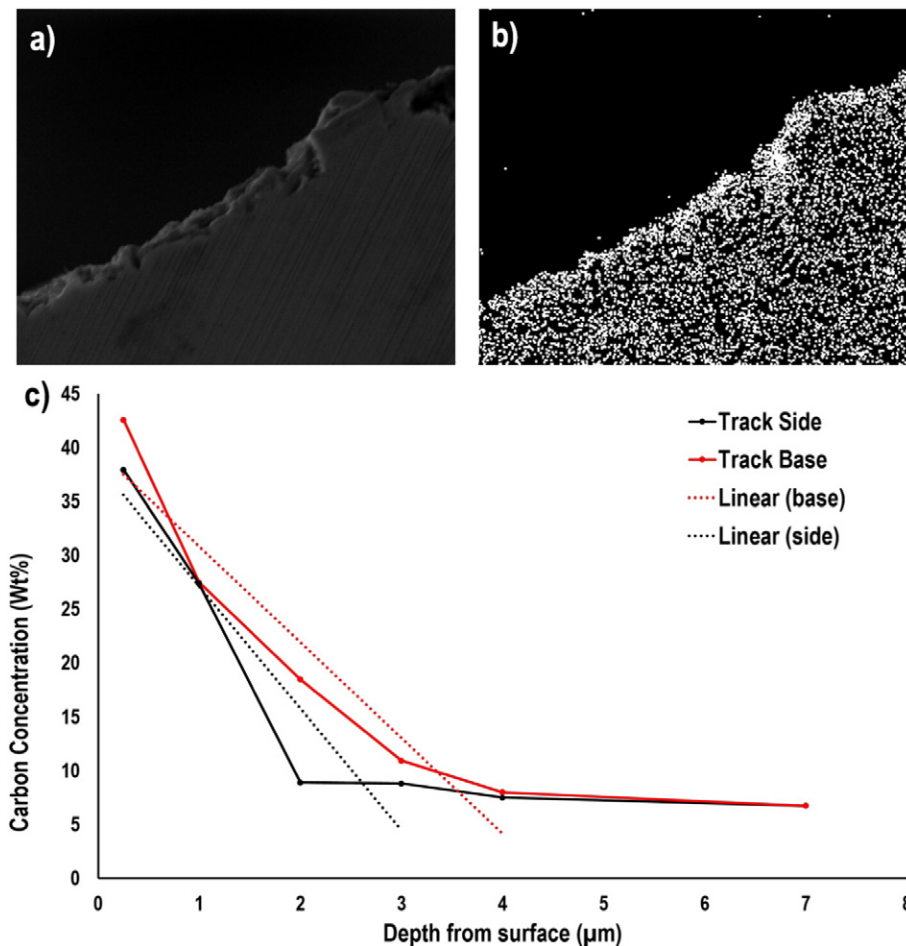 a)
b)
c)
45
40
35
30
25
20
15
10
5
0
Carbon Concentration (Wt%)
Track Side
Track Base
Linear (base)
Linear (side)
0 1 2 3 4 5 6 7 8
Depth from surface (µm)